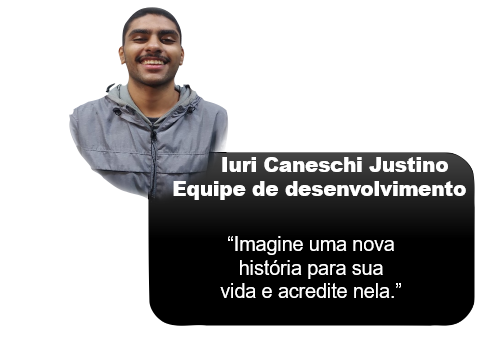 Iuri Caneschi Justino
Equipe de desenvolvimento
“Imagine uma nova
história para sua
vida e acredite nela.”